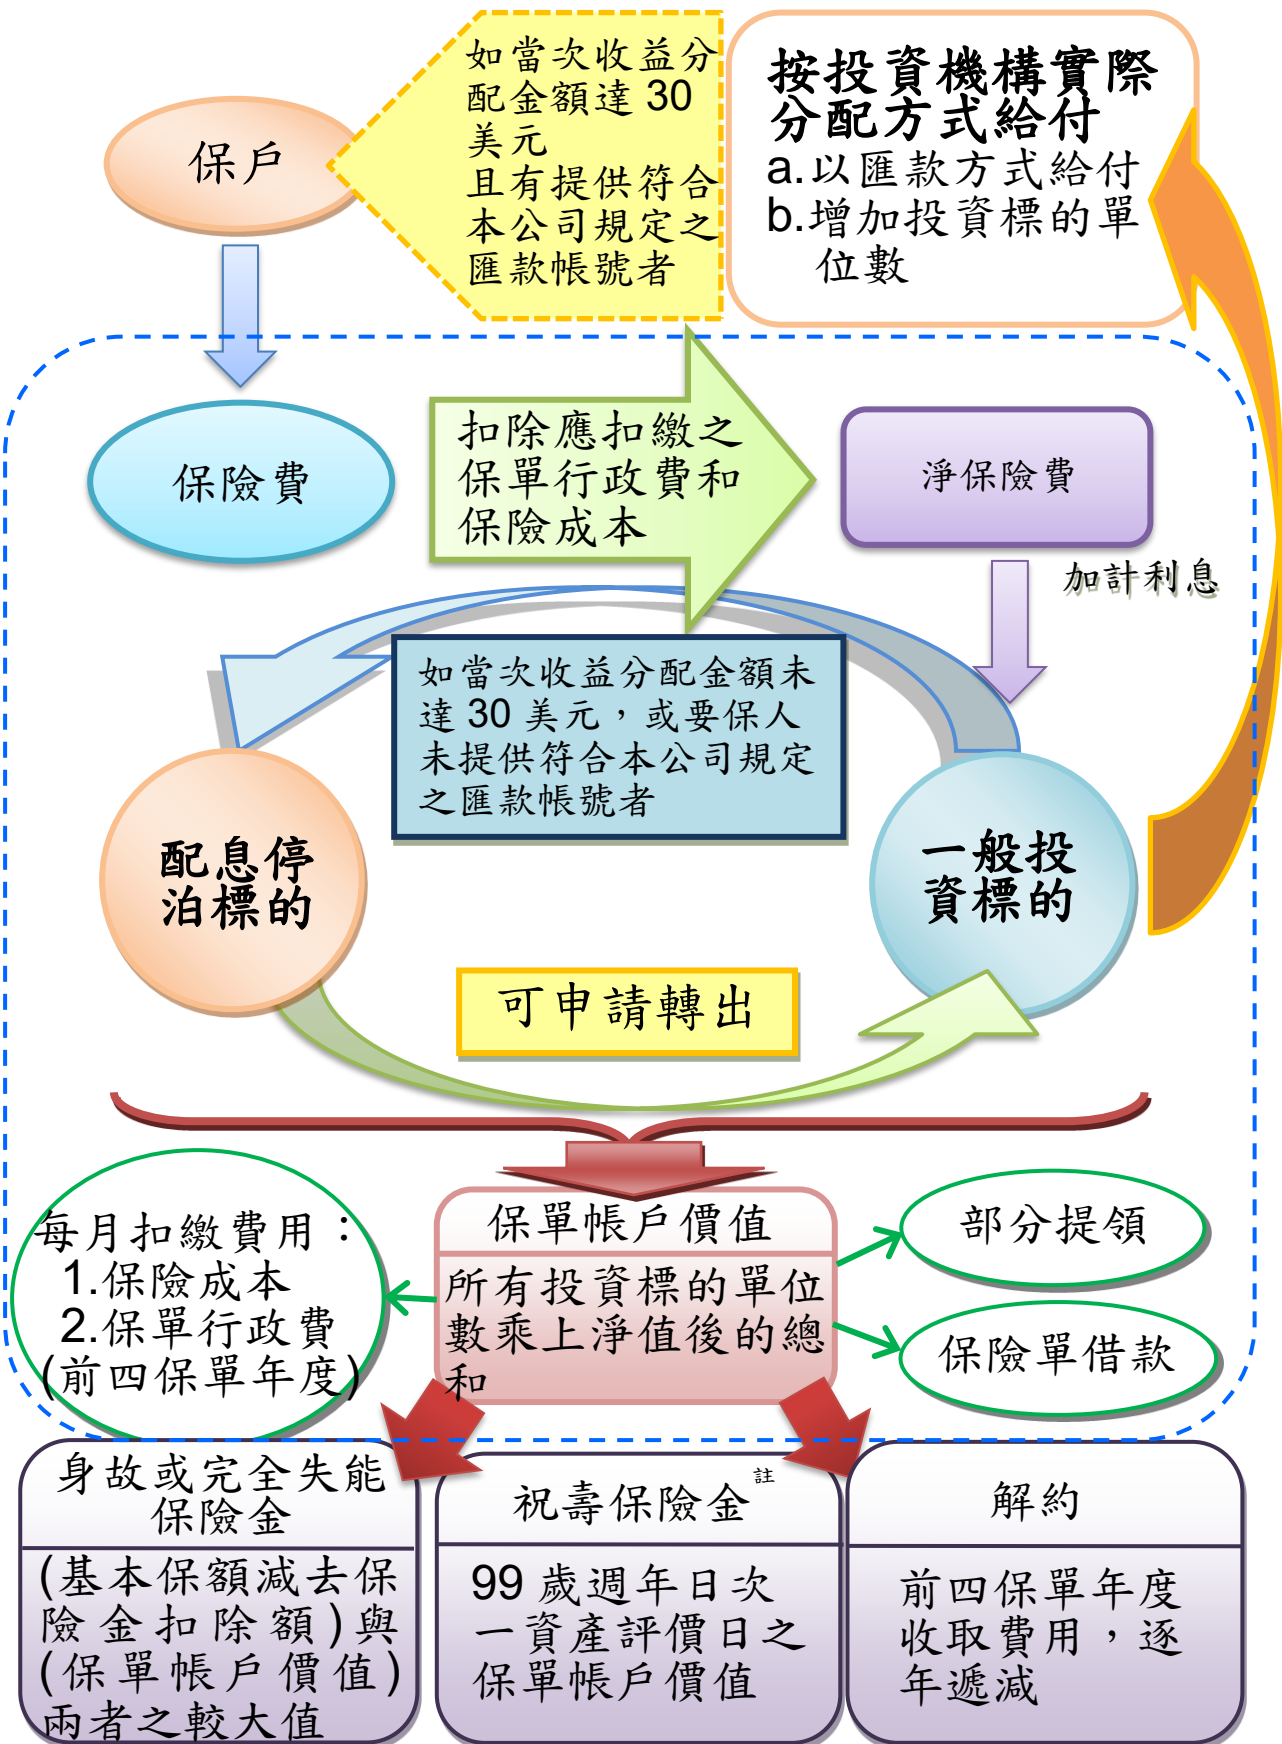 保戶
如當次收益分
配金額達 30
美元
且有提供符合
本公司規定之
匯款帳號者
按投資機構實際
分配方式給付
a.以匯款方式給付
b.增加投資標的單
位數
保險費
扣除應扣繳之
保單行政費和
保險成本
淨保險費
加計利息
如當次收益分配金額未
達 30 美元，或要保人
未提供符合本公司規定
之匯款帳號者
配息停
泊標的
一般投
資標的
可申請轉出
每月扣繳費用：
1.保險成本
2.保單行政費
(前四保單年度)
保單帳戶價值
所有投資標的單位
數乘上淨值後的總
和
部分提領
保險單借款
身故或完全失能
保險金
(基本保額減去保
險金扣除額)與
(保單帳戶價值)
兩者之較大值
祝壽保險金註
99 歲週年日次
一資產評價日之
保單帳戶價值
解約
前四保單年度
收取費用，逐
年遞減